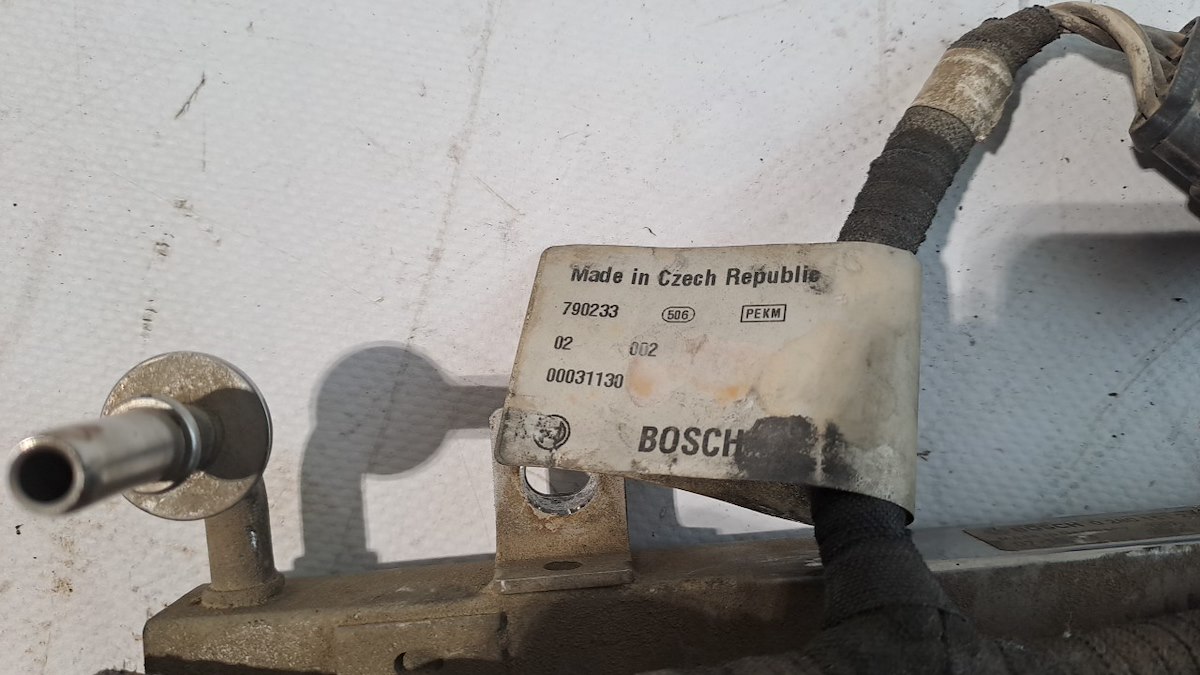 Made in Czech Republic
790233 506 PEKM
02 002
00031130
BOSCH